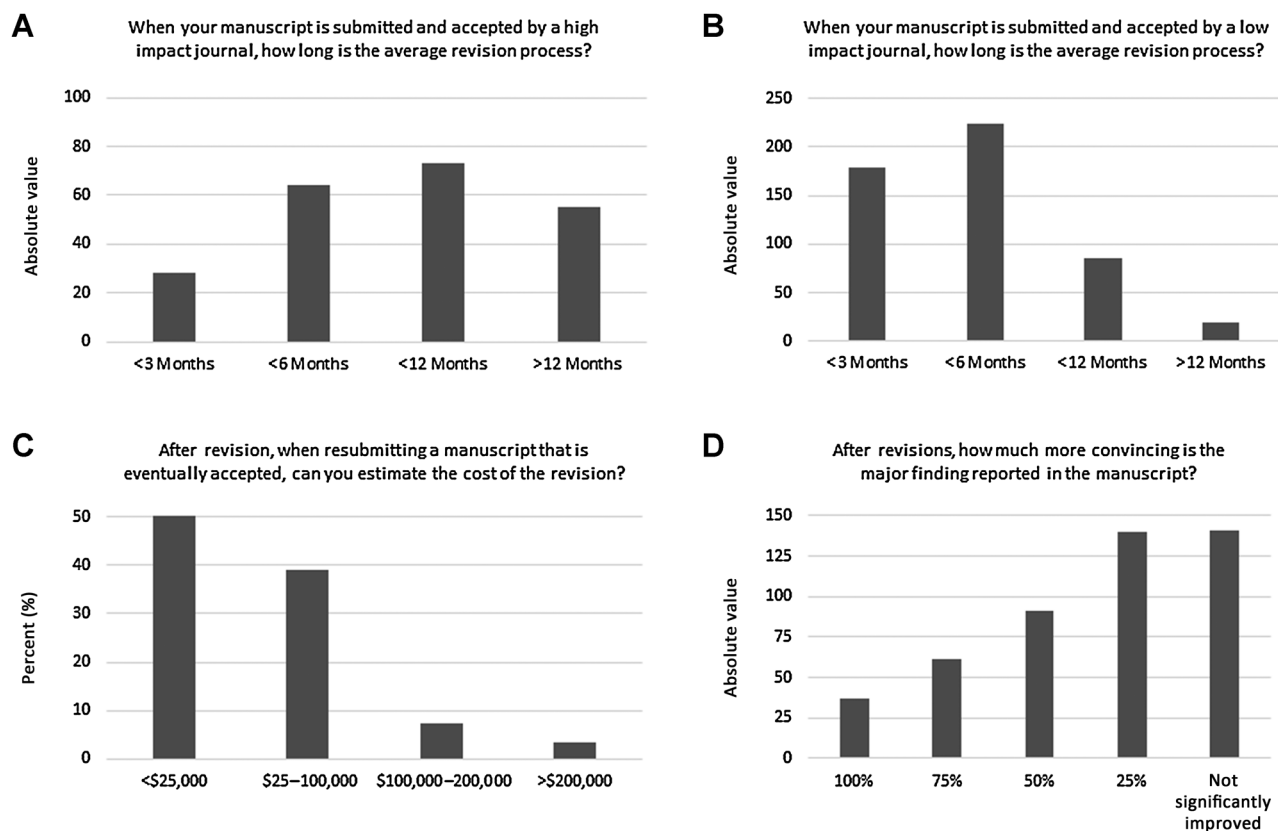 A
When your manuscript is submitted and accepted by a high
impact journal, how long is the average revision process?
Absolute value
100
80
60
40
20
0
<3 Months
<6 Months
<12 Months
>12 Months
B
When your manuscript is submitted and accepted by a low
impact journal, how long is the average revision process?
Absolute value
250
200
150
100
50
0
<3 Months
<6 Months
<12 Months
>12 Months
C
After revision, when resubmitting a manuscript that is
eventually accepted, can you estimate the cost of the revision?
Percent (%)
50
40
30
20
10
0
<$25,000
$25–100,000
$100,000–200,000
>$200,000
D
After revisions, how much more convincing is the
major finding reported in the manuscript?
Absolute value
150
125
100
75
50
25
0
100%
75%
50%
25%
Not
significantly
improved